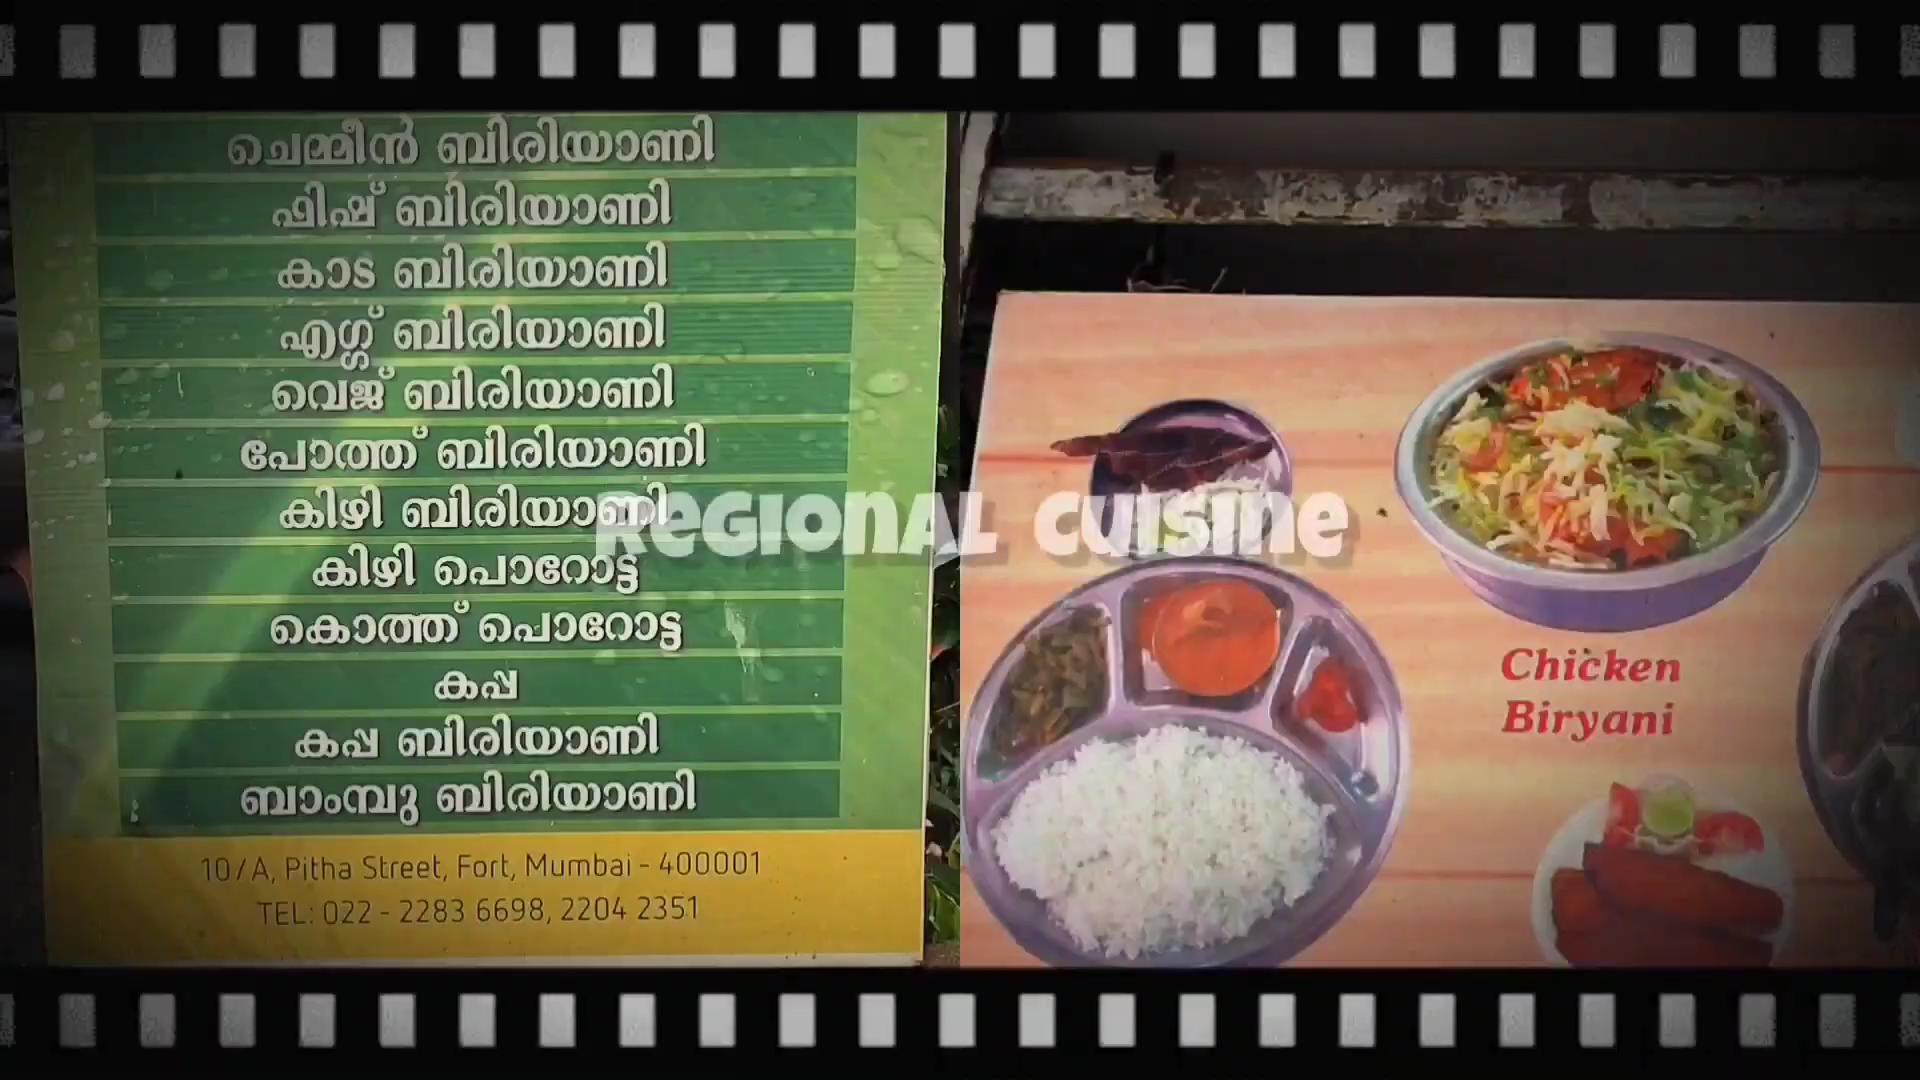 ചെമ്മീൻ ബിരിയാണി
ഫിഷ് ബിരിയാണി
കാട ബിരിയാണി
എഗ്ഗ് ബിരിയാണി
വെജ് ബിരിയാണി
പോത്ത് ബിരിയാണി
കിഴി ബിരിയാണി
കിഴി പൊറോട്ട
കൊത്ത് പൊറോട്ട
കപ്പ
കപ്പ ബിരിയാണി
ബാംമ്പു ബിരിയാണി
10/A, Pitha Street, Fort, Mumbai - 400001
TEL: 022 - 2283 6698, 2204 2351
REGIONAL CUISINE
Chicken
Biryani